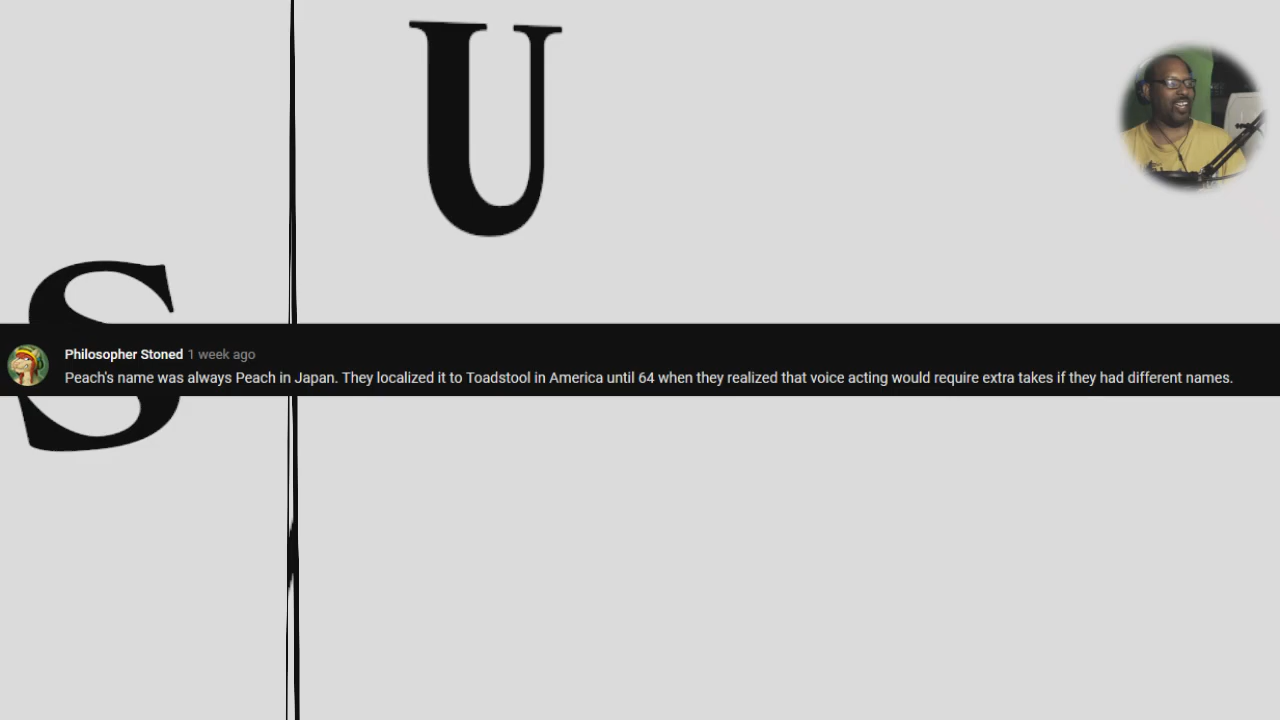 U
S
Philosopher Stoned 1 week ago
Peach's name was always Peach in Japan. They localized it to Toadstool in America until 64 when they realized that voice acting would require extra takes if they had different names.